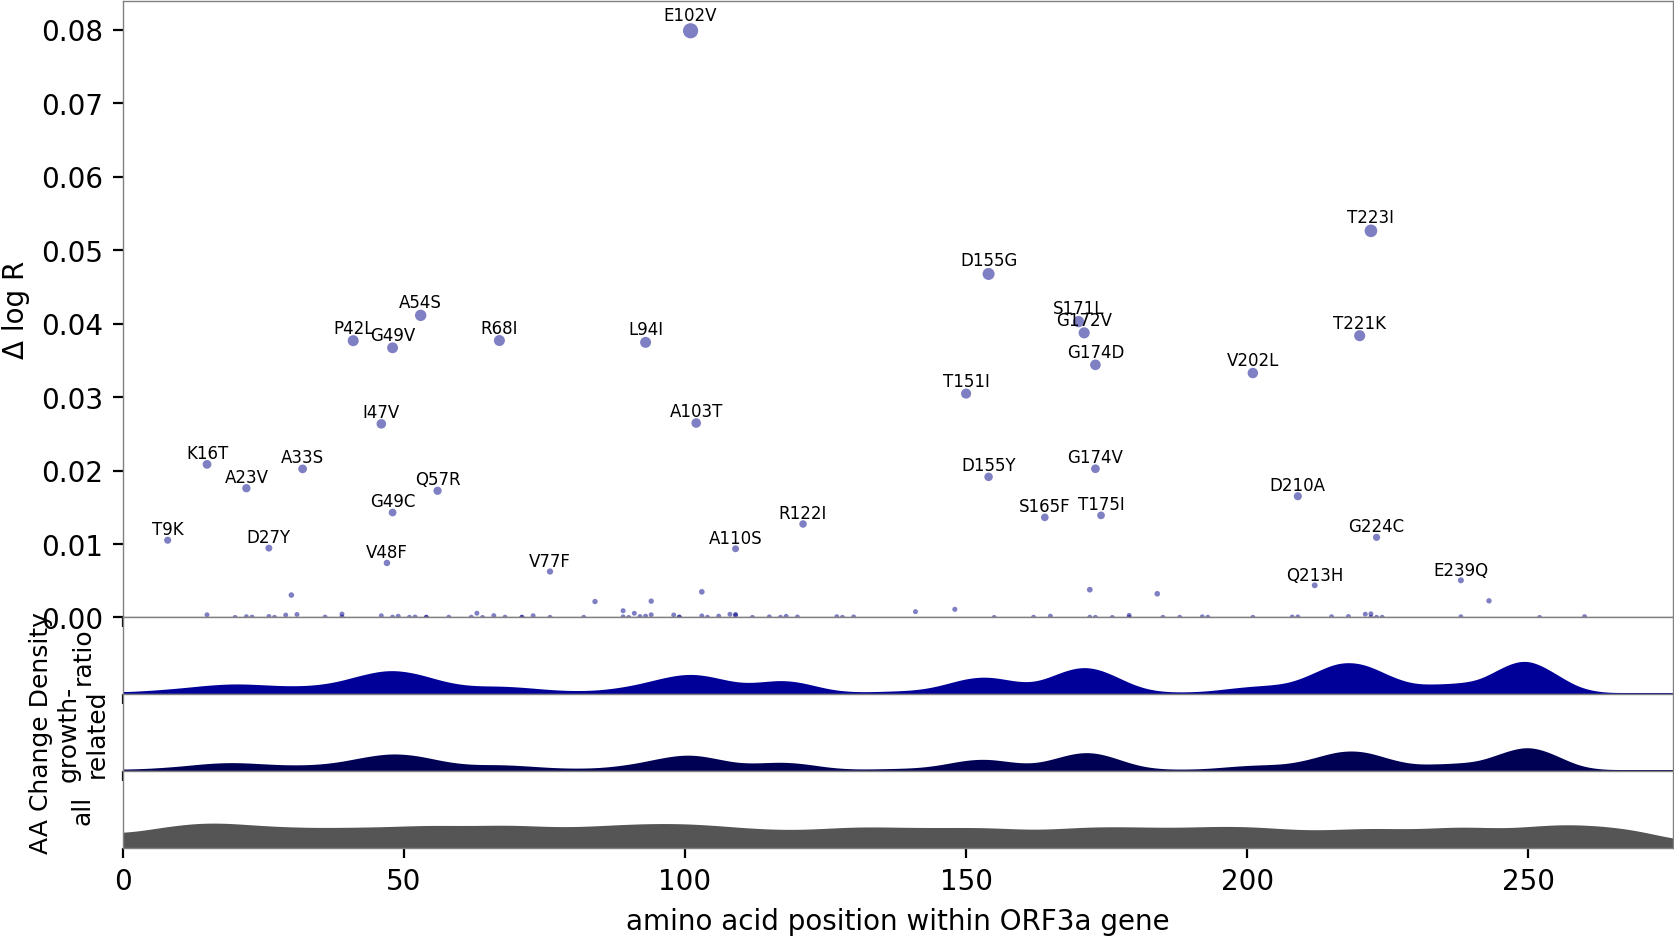 E102V
0.08
0.07
0.06
T223I
0.05
D155G
A54S
S171L
P42L
G49V
R68I
L94I
G172V
T221K
0.04
G174D
V202L
T151I
0.03
I47V
A103T
K16T
A33S
A23V
Q57R
D155Y
G174V
0.02
G49C
S165F
T175I
D210A
R122I
T9K
D27Y
A110S
G224C
0.01
V48F
V77F
Q213H
E239Q
0.00
Δ log R
AA Change Density
ratio
growth-
related
all
0
50
100
150
200
250
amino acid position within ORF3a gene